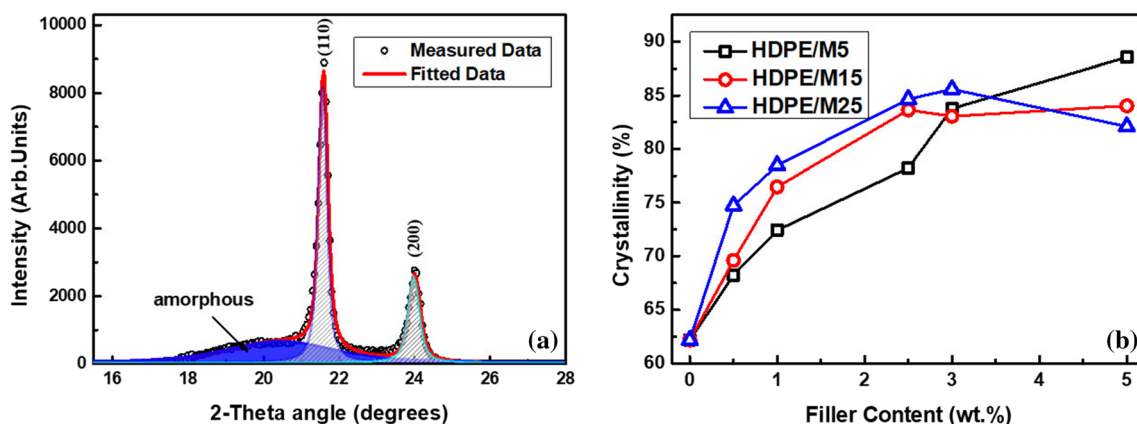 10000
8000
6000
4000
2000
0
Intensity (Arb.Units)
(110)
Measured Data
Fitted Data
(200)
amorphous
(a)
16
18
20
22
24
26
28
2-Theta angle (degrees)
90
85
80
75
70
65
60
Crystallinity (%)
HDPE/M5
HDPE/M15
HDPE/M25
(b)
0
1
2
3
4
5
Filler Content (wt.%)